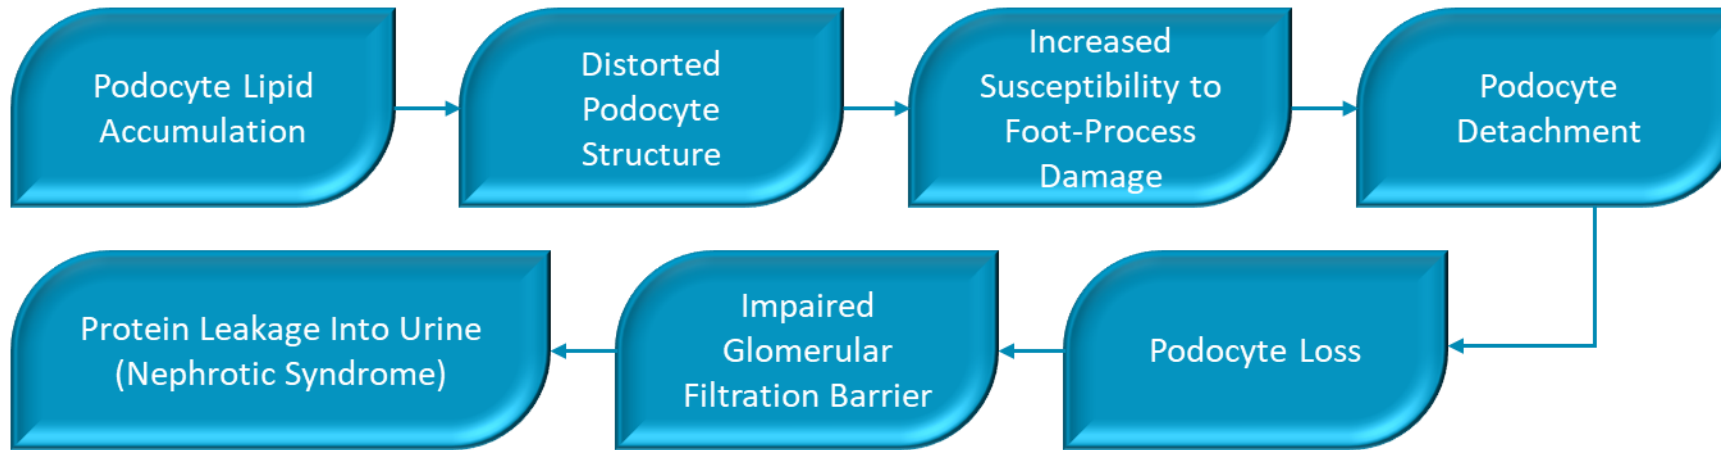 Podocyte Lipid
Accumulation
Distorted
Podocyte
Structure
Increased
Susceptibility to
Foot-Process
Damage
Podocyte
Detachment
Podocyte Loss
Impaired
Glomerular
Filtration Barrier
Protein Leakage Into Urine
(Nephrotic Syndrome)